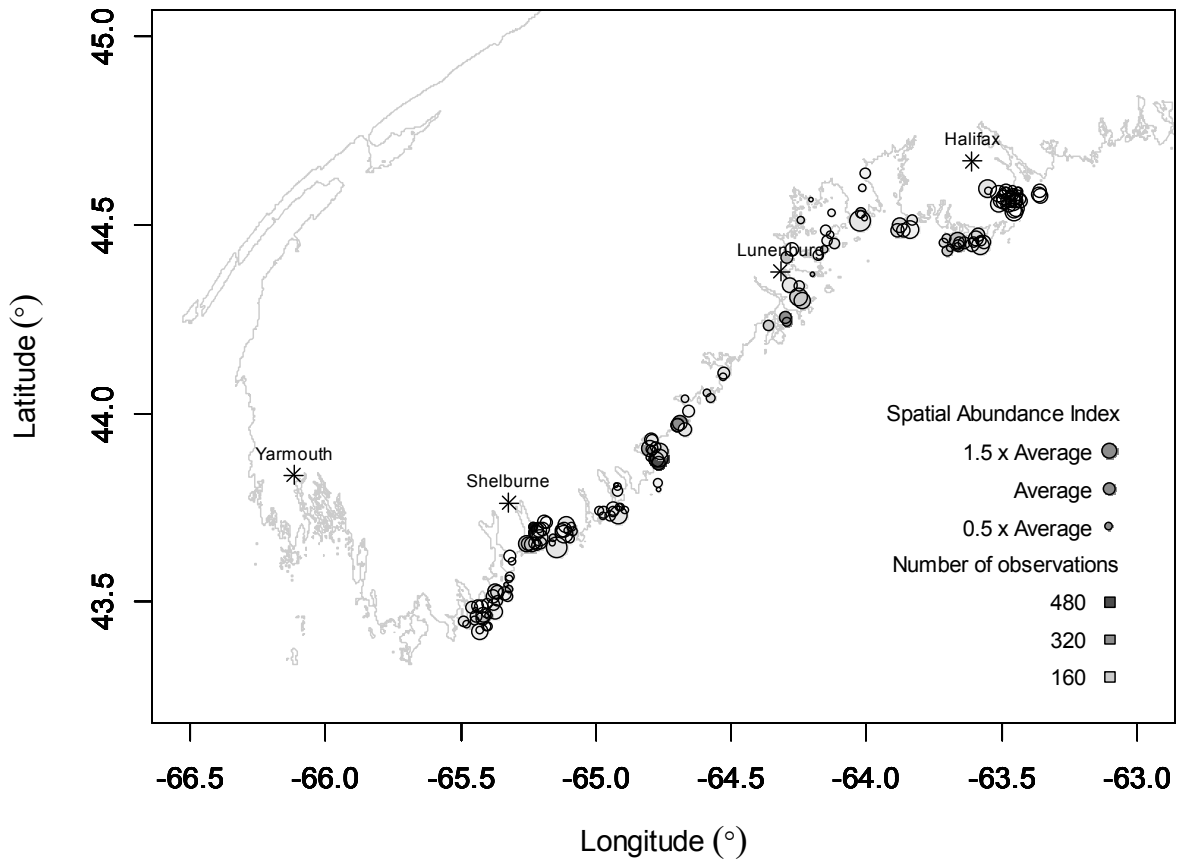 45.0
44.5
44.0
43.5
Latitude (°)
Halifax
Lunenburg
Yarmouth
Shelburne
Spatial Abundance Index
1.5 x Average
Average
0.5 x Average
Number of observations
480
320
160
-66.5 -66.0 -65.5 -65.0 -64.5 -64.0 -63.5 -63.0
Longitude (°)